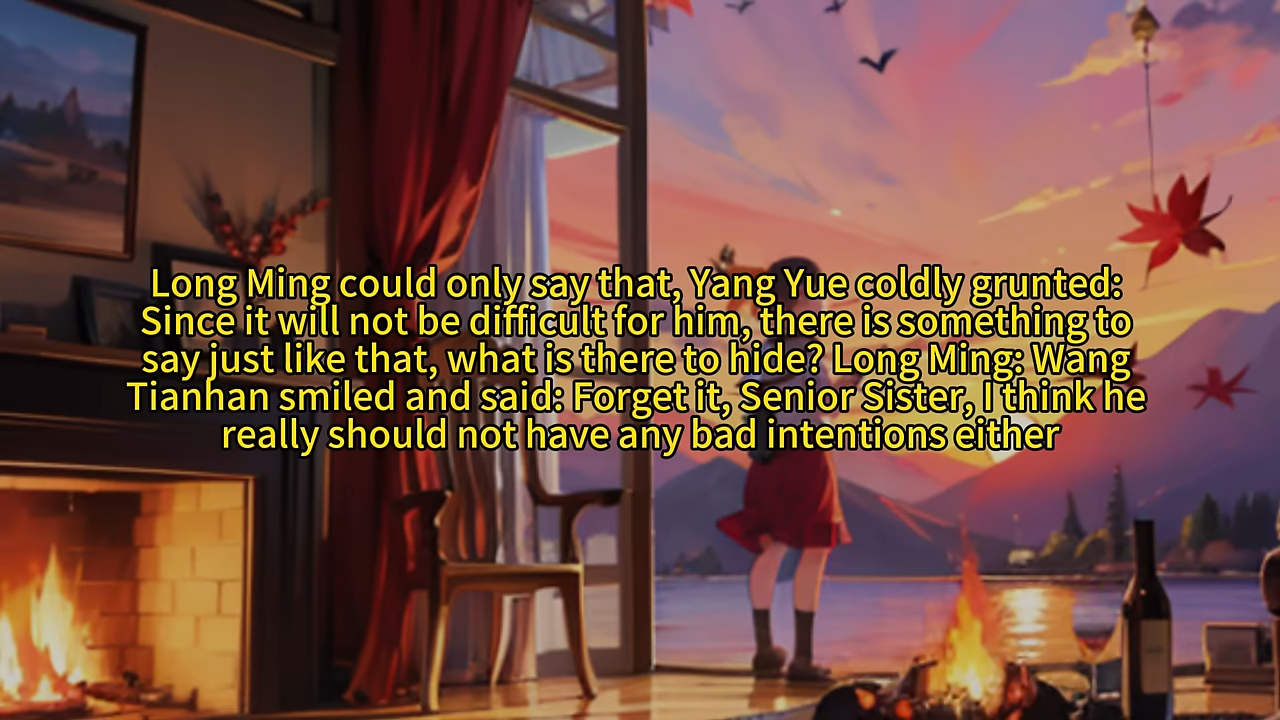 Long Ming could only say that, Yang Yue coldly grunted:
Since it will not be difficult for him, there is something to
say just like that, what is there to hide? Long Ming: Wang
Tianhan smiled and said: Forget it, Senior Sister, I think he
really should not have any bad intentions either